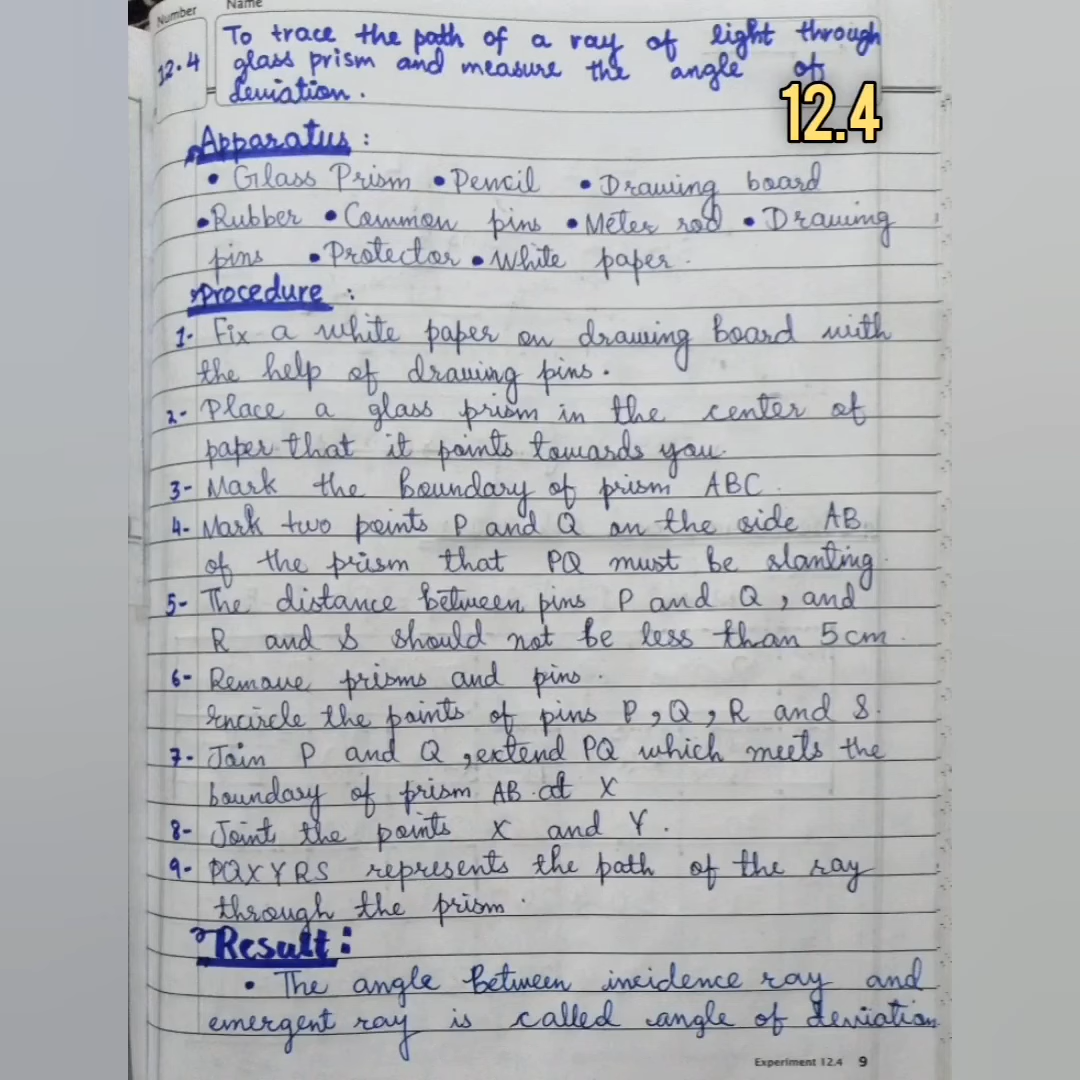 Number
Name
12.4
To trace the path of a ray of light through
glass prism and measure the angle of
deviation.
12.4
Apparatus :
• Glass Prism • Pencil • Drawing board
• Rubber • Common pins • Meter rod • Drawing
pins • Protector • White paper.
Procedure :
1- Fix a white paper on drawing board with
the help of drawing pins.
2- Place a glass prism in the center of
paper that it points towards you.
3- Mark the boundary of prism ABC.
4- Mark two points P and Q on the side AB
of the prism that PQ must be slanting.
5- The distance between pins P and Q, and
R and S should not be less than 5cm.
6- Remove prisms and pins.
Encircle the points of pins P, Q, R and S.
7- Join P and Q, extend PQ which meets the
boundary of prism AB at X
8- Joint the points X and Y.
9- PQXYRS represents the path of the ray
through the prism.
Result :
• The angle between incidence ray and
emergent ray is called angle of deviation
Experiment 12.4 9